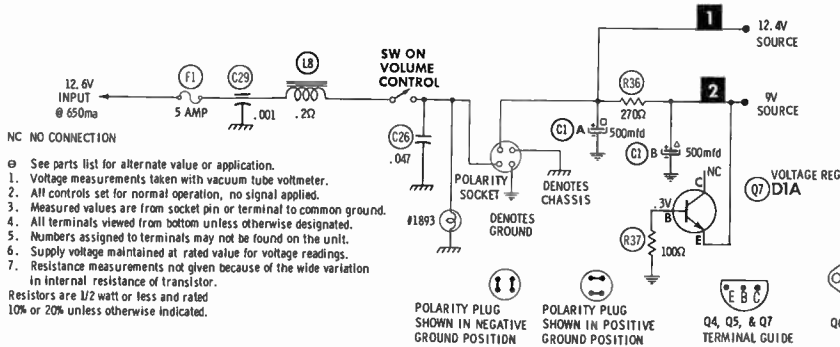 1
12.4V
SOURCE
SW ON
VOLUME
CONTROL
12.6V
INPUT
@ 650ma
F1
5 AMP
C29
.001
L8
.2Ω
C26
.047
#1893
POLARITY
SOCKET
DENOTES
CHASSIS
DENOTES
GROUND
R36
270Ω
2
9V
SOURCE
C1 A
500mfd
C1 B
500mfd
NC
C
.3V
B
E
R37
100Ω
Q7
VOLTAGE REG
D1A
NC NO CONNECTION
⊖ See parts list for alternate value or application.
1. Voltage measurements taken with vacuum tube voltmeter.
2. All controls set for normal operation, no signal applied.
3. Measured values are from socket pin or terminal to common ground.
4. All terminals viewed from bottom unless otherwise designated.
5. Numbers assigned to terminals may not be found on the unit.
6. Supply voltage maintained at rated value for voltage readings.
7. Resistance measurements not given because of the wide variation
in internal resistance of transistor.
Resistors are 1/2 watt or less and rated
10% or 20% unless otherwise indicated.
POLARITY PLUG
SHOWN IN NEGATIVE
GROUND POSITION
POLARITY PLUG
SHOWN IN POSITIVE
GROUND POSITION
E B C
Q4, Q5, & Q7
TERMINAL GUIDE